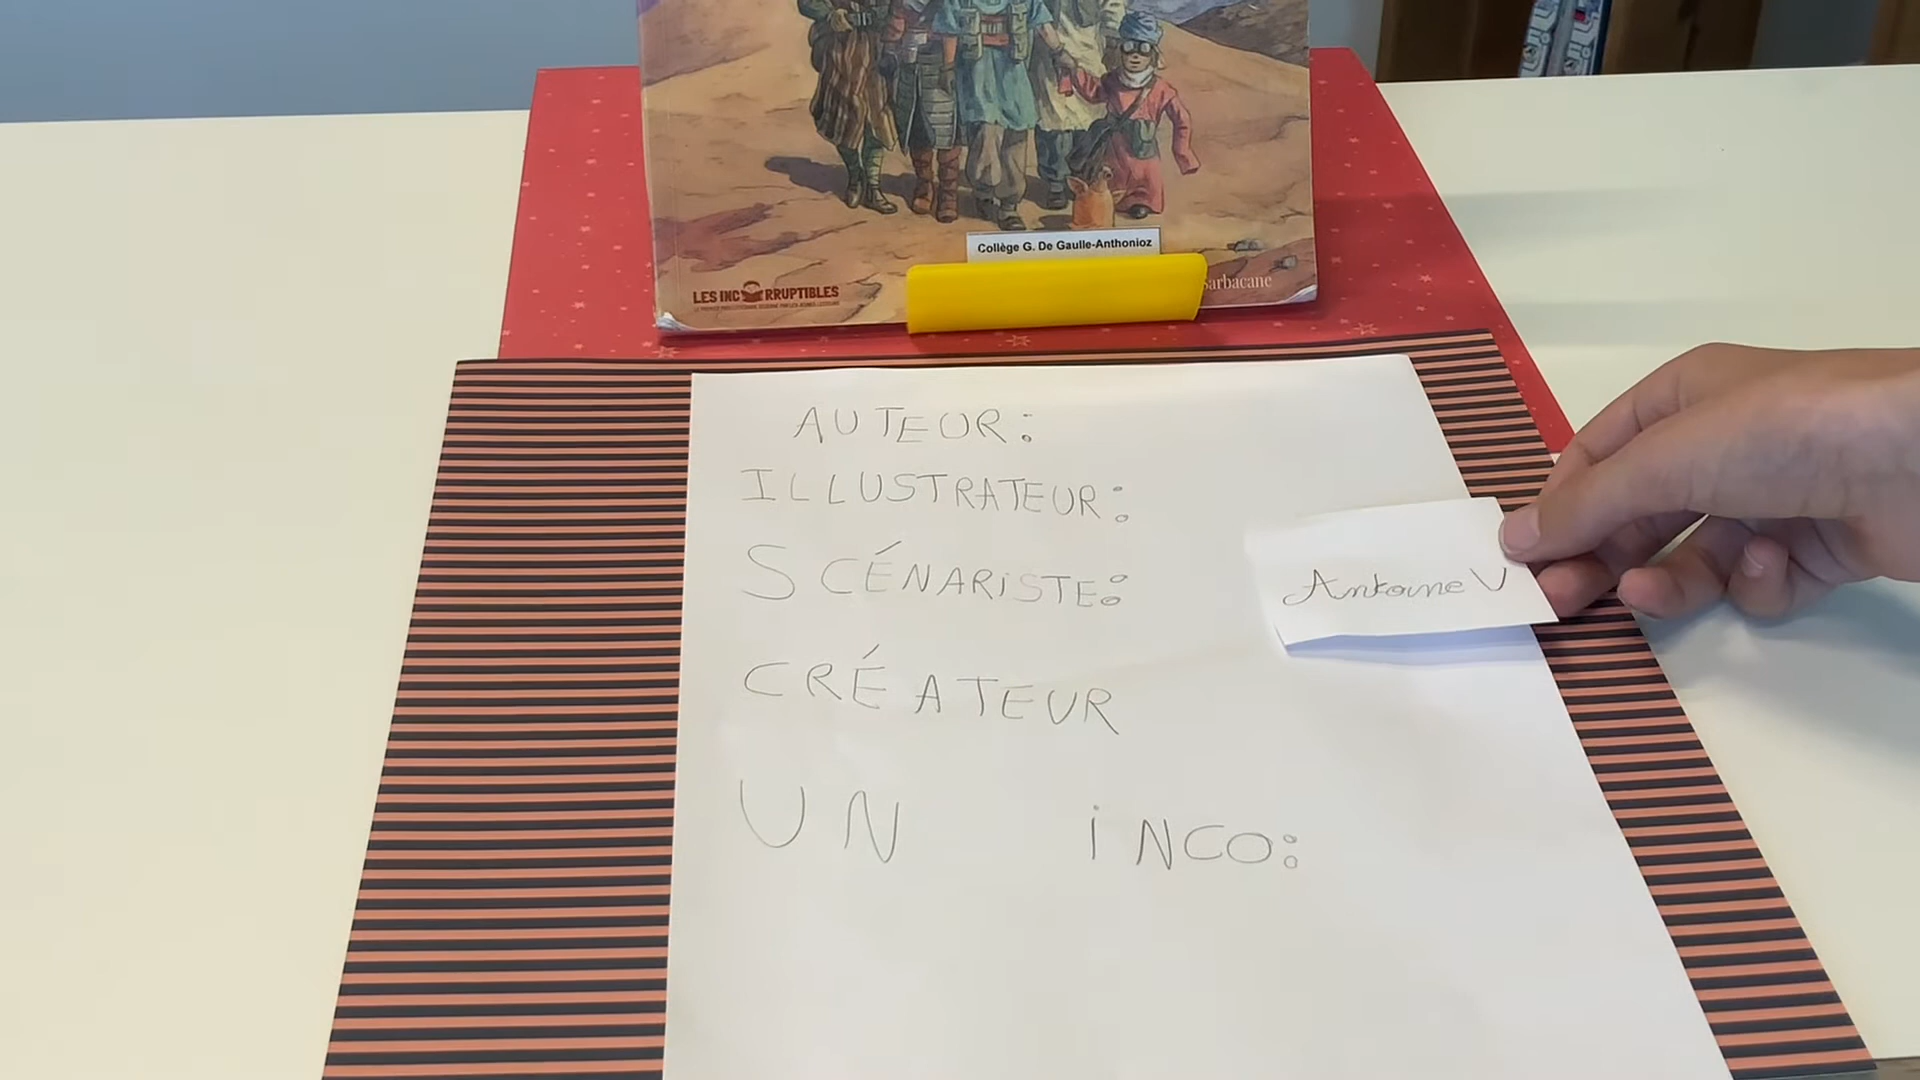 Collège G. De Gaulle-Anthonioz
LES INCORRUPTIBLES
Sarbacane
AUTEUR:
ILLUSTRATEUR:
SCÉNARiSTE:
Antoine V
CRÉATEUR
UN iNCO: